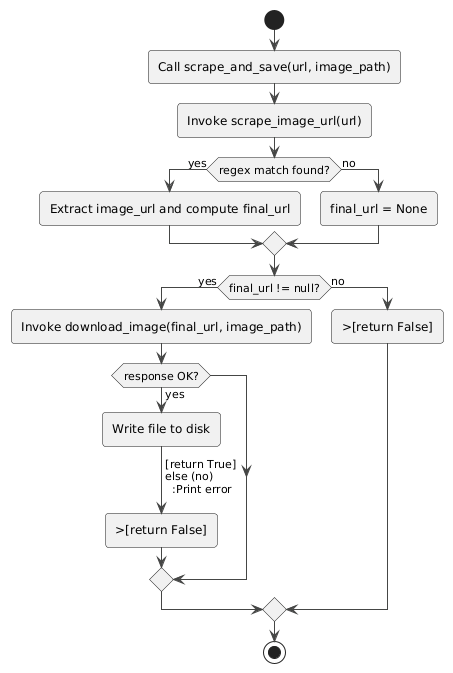 Call scrape_and_save(url, image_path)
Invoke scrape_image_url(url)
yes
regex match found?
no
Extract image_url and compute final_url
final_url = None
yes
final_url != null?
no
Invoke download_image(final_url, image_path)
>[return False]
response OK?
yes
Write file to disk
[return True]
else (no)
:Print error
>[return False]